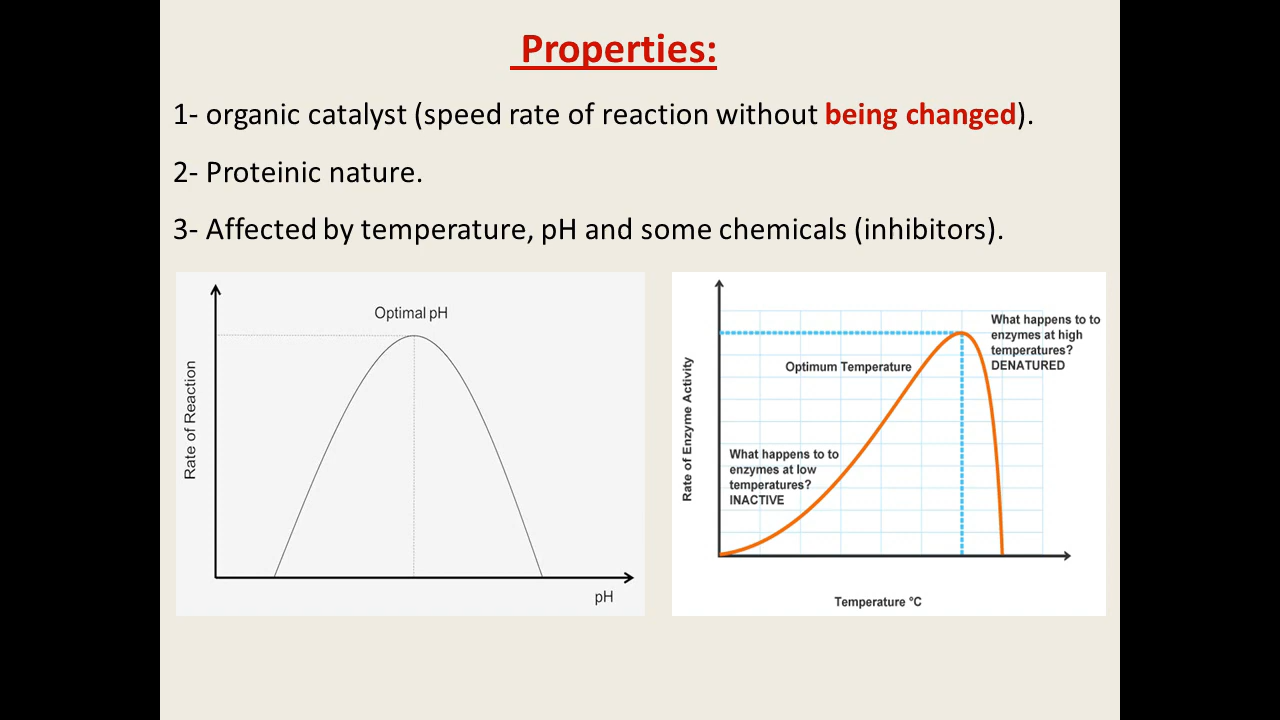 Properties:
1- organic catalyst (speed rate of reaction without being changed).
2- Proteinic nature.
3- Affected by temperature, pH and some chemicals (inhibitors).
Optimal pH
Rate of Reaction
pH
What happens to to
enzymes at high
temperatures?
DENATURED
Optimum Temperature
Rate of Enzyme Activity
What happens to to
enzymes at low
temperatures?
INACTIVE
Temperature °C